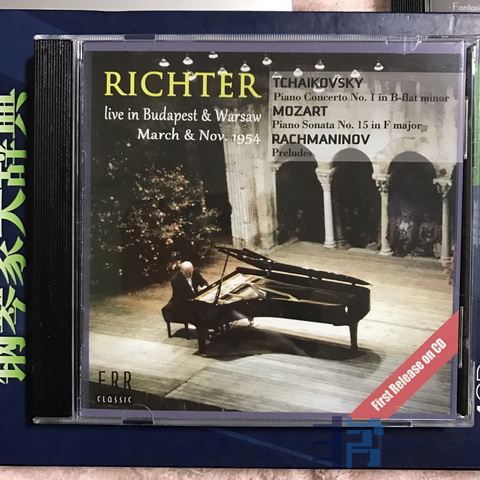 - Fantasi
RICHTER
live in Budapest & Warsaw
March & Nov. 1954
TCHAIKOVSKY
Piano Concerto No. 1 in B-flat minor
MOZART
Piano Sonata No. 15 in F major
RACHMANINOV
Preludes
钢琴家大辞典
ERR
CLASSIC
First Release on CD